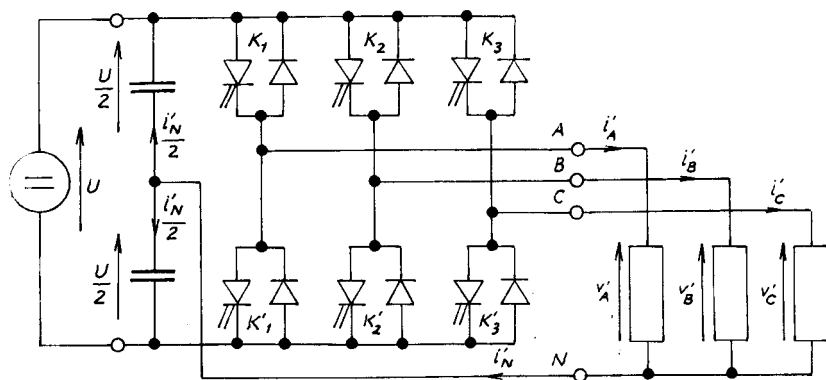 K₁
K₂
K₃
U/2
i'N/2
A
i'A
B
i'B
C
i'C
U
i'N/2
U/2
v'A
v'B
v'C
K'₁
K'₂
K'₃
i'N
N